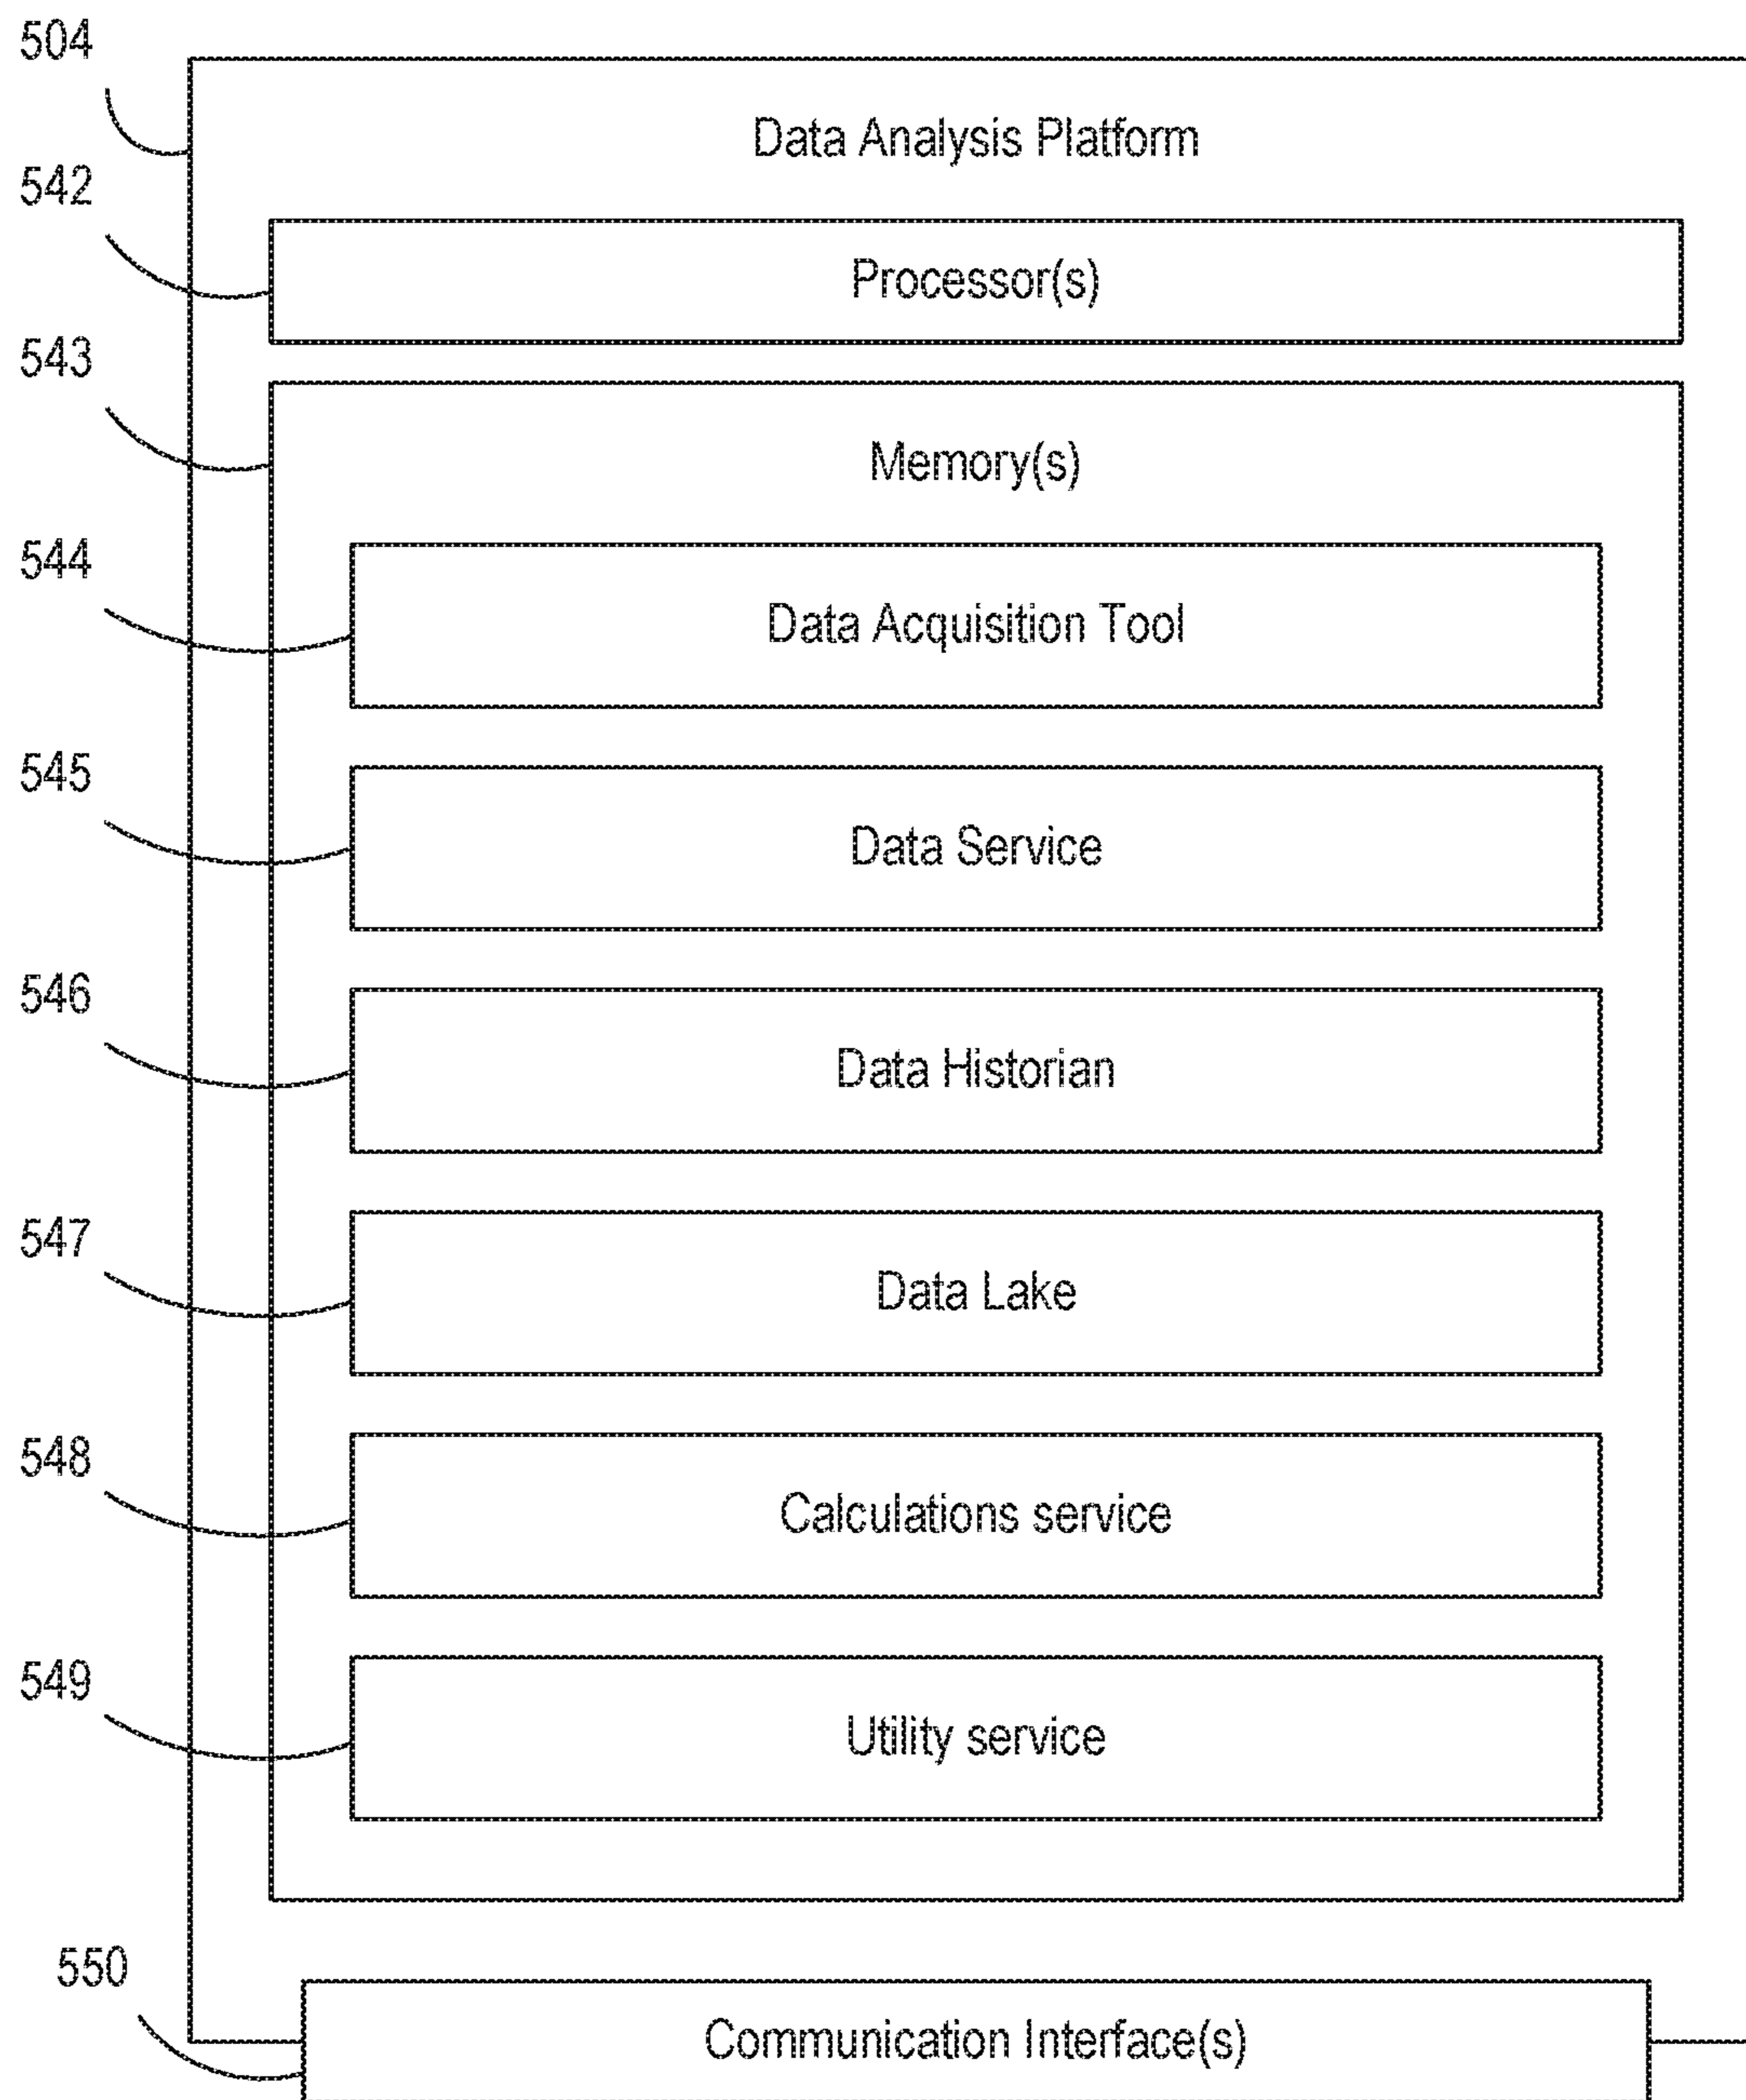 504
Data Analysis Platform
542
Processor(s)
543
Memory(s)
544
Data Acquisition Tool
545
Data Service
546
Data Historian
547
Data Lake
548
Calculations service
549
Utility service
550
Communication Interface(s)